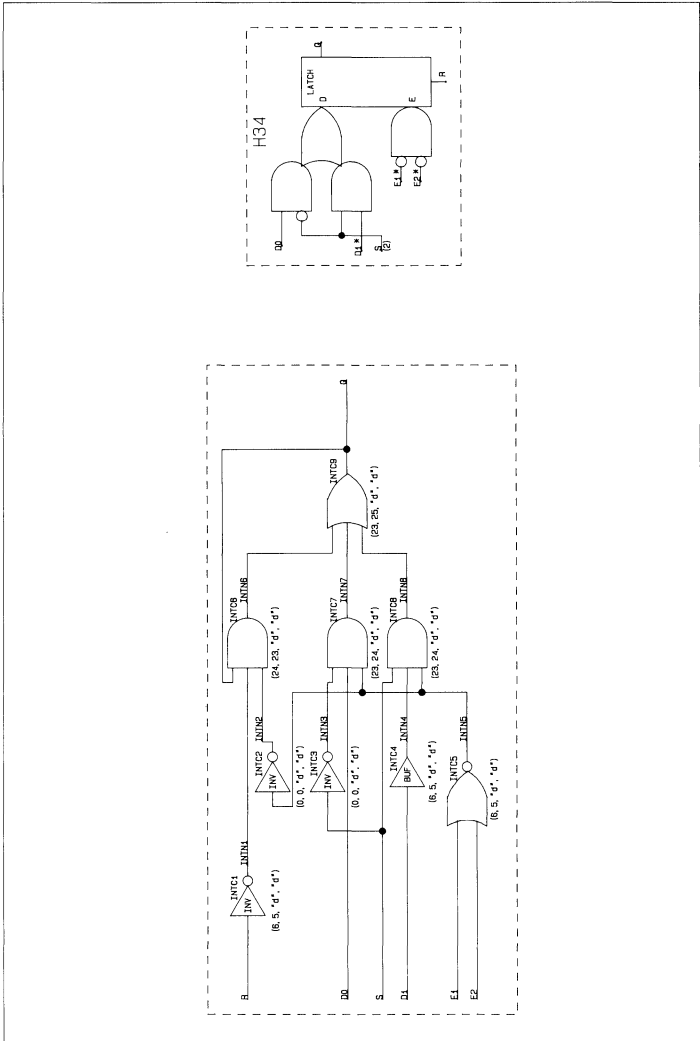 H34
LATCH
Q
D
E
R
D0
D1*
S
(2)
E1*
E2*
R
INTC1
INV
(6, 5, "d", "d")
INTN1
INTC2
INV
(0, 0, "d", "d")
INTN2
INTC6
INTN6
(24, 23, "d", "d")
INTC9
(23, 25, "d", "d")
Q
D0
INTC3
INV
(0, 0, "d", "d")
INTN3
INTC7
INTN7
(23, 24, "d", "d")
S
D1
INTC4
BUF
(6, 5, "d", "d")
INTN4
INTC8
INTN8
(23, 24, "d", "d")
E1
E2
INTC5
(6, 5, "d", "d")
INTN5